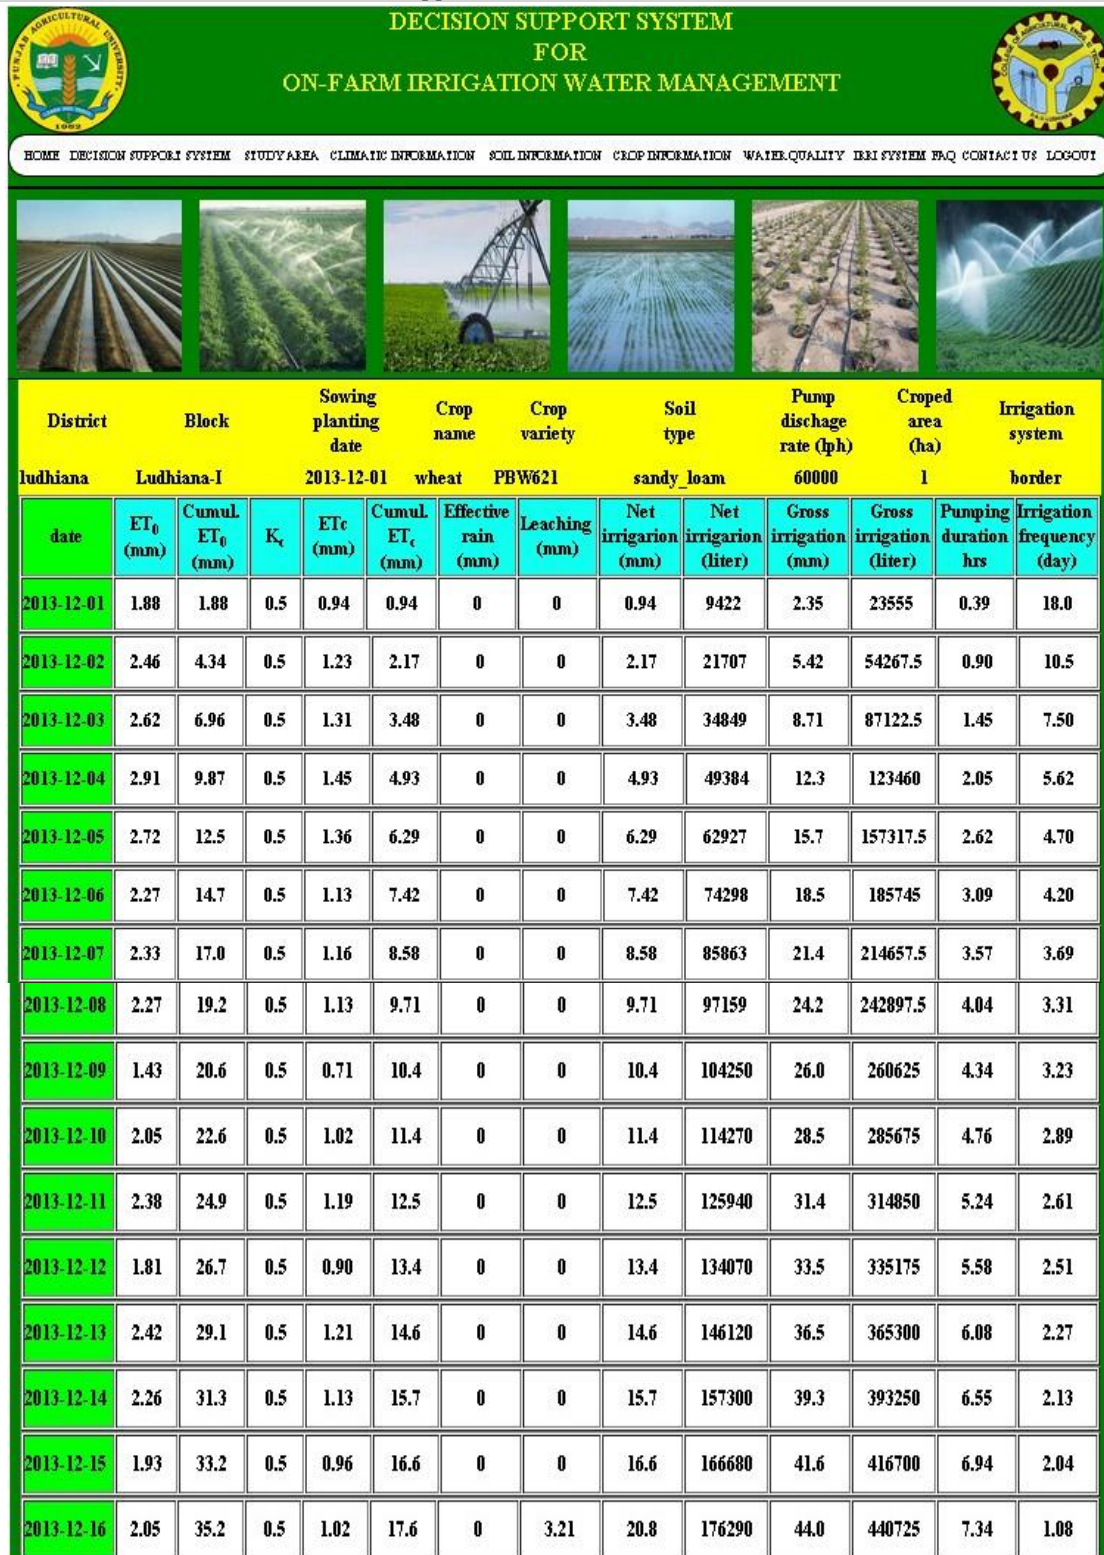 PUNJAB AGRICULTURAL UNIVERSITY
1962
DECISION SUPPORT SYSTEM
FOR
ON-FARM IRRIGATION WATER MANAGEMENT
HOME DECISION SUPPORT SYSTEM STUDY AREA CLIMATIC INFORMATION SOIL INFORMATION CROP INFORMATION WATER QUALITY IRRI SYSTEM FAQ CONTACT US LOGOUT
District Block Sowing planting date Crop name Crop variety Soil type Pump dischage rate (lph) Croped area (ha) Irrigation system
ludhiana Ludhiana-I 2013-12-01 wheat PBW621 sandy_loam 60000 1 border
date ET0 (mm) Cumul. ET0 (mm) Kc ETc (mm) Cumul. ETc (mm) Effective rain (mm) Leaching (mm) Net irrigarion (mm) Net irrigarion (liter) Gross irrigation (mm) Gross irrigation (liter) Pumping duration hrs Irrigation frequency (day)
2013-12-01 1.88 1.88 0.5 0.94 0.94 0 0 0.94 9422 2.35 23555 0.39 18.0
2013-12-02 2.46 4.34 0.5 1.23 2.17 0 0 2.17 21707 5.42 54267.5 0.90 10.5
2013-12-03 2.62 6.96 0.5 1.31 3.48 0 0 3.48 34849 8.71 87122.5 1.45 7.50
2013-12-04 2.91 9.87 0.5 1.45 4.93 0 0 4.93 49384 12.3 123460 2.05 5.62
2013-12-05 2.72 12.5 0.5 1.36 6.29 0 0 6.29 62927 15.7 157317.5 2.62 4.70
2013-12-06 2.27 14.7 0.5 1.13 7.42 0 0 7.42 74298 18.5 185745 3.09 4.20
2013-12-07 2.33 17.0 0.5 1.16 8.58 0 0 8.58 85863 21.4 214657.5 3.57 3.69
2013-12-08 2.27 19.2 0.5 1.13 9.71 0 0 9.71 97159 24.2 242897.5 4.04 3.31
2013-12-09 1.43 20.6 0.5 0.71 10.4 0 0 10.4 104250 26.0 260625 4.34 3.23
2013-12-10 2.05 22.6 0.5 1.02 11.4 0 0 11.4 114270 28.5 285675 4.76 2.89
2013-12-11 2.38 24.9 0.5 1.19 12.5 0 0 12.5 125940 31.4 314850 5.24 2.61
2013-12-12 1.81 26.7 0.5 0.90 13.4 0 0 13.4 134070 33.5 335175 5.58 2.51
2013-12-13 2.42 29.1 0.5 1.21 14.6 0 0 14.6 146120 36.5 365300 6.08 2.27
2013-12-14 2.26 31.3 0.5 1.13 15.7 0 0 15.7 157300 39.3 393250 6.55 2.13
2013-12-15 1.93 33.2 0.5 0.96 16.6 0 0 16.6 166680 41.6 416700 6.94 2.04
2013-12-16 2.05 35.2 0.5 1.02 17.6 0 3.21 20.8 176290 44.0 440725 7.34 1.08